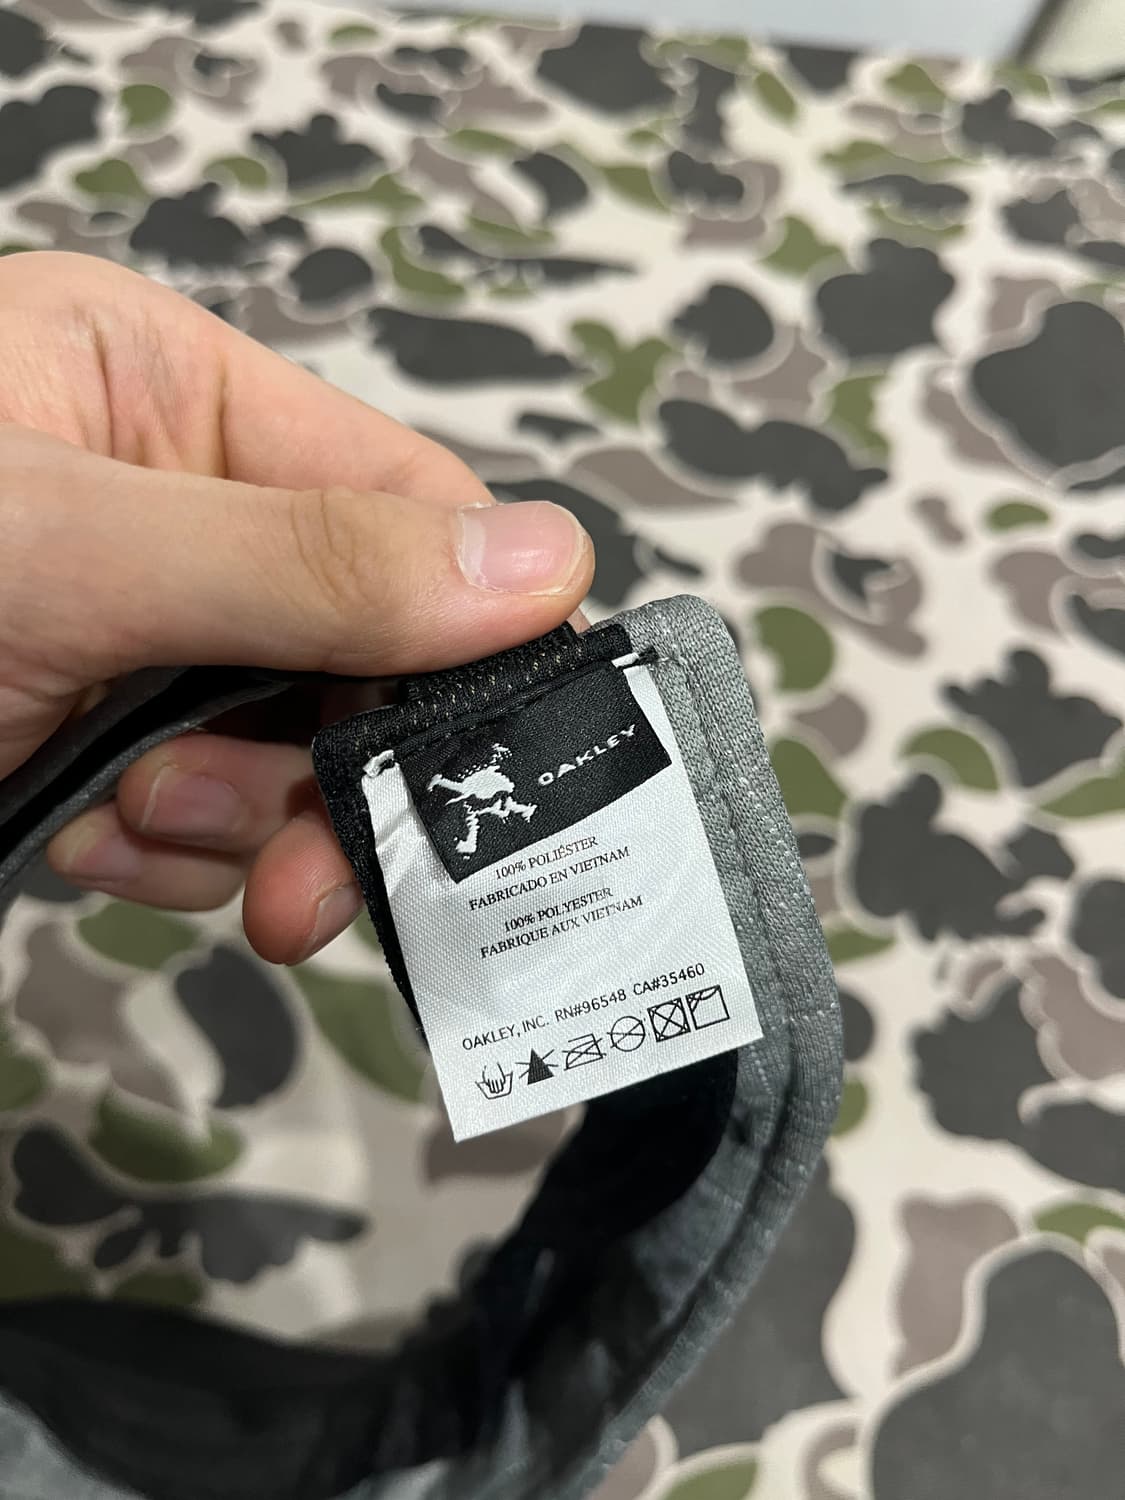 OAKLEY
100% POLIÉSTER
FABRICADO EN VIETNAM
100% POLYESTER
FABRIQUE AUX VIETNAM
OAKLEY, INC. RN#96548 CA#35460